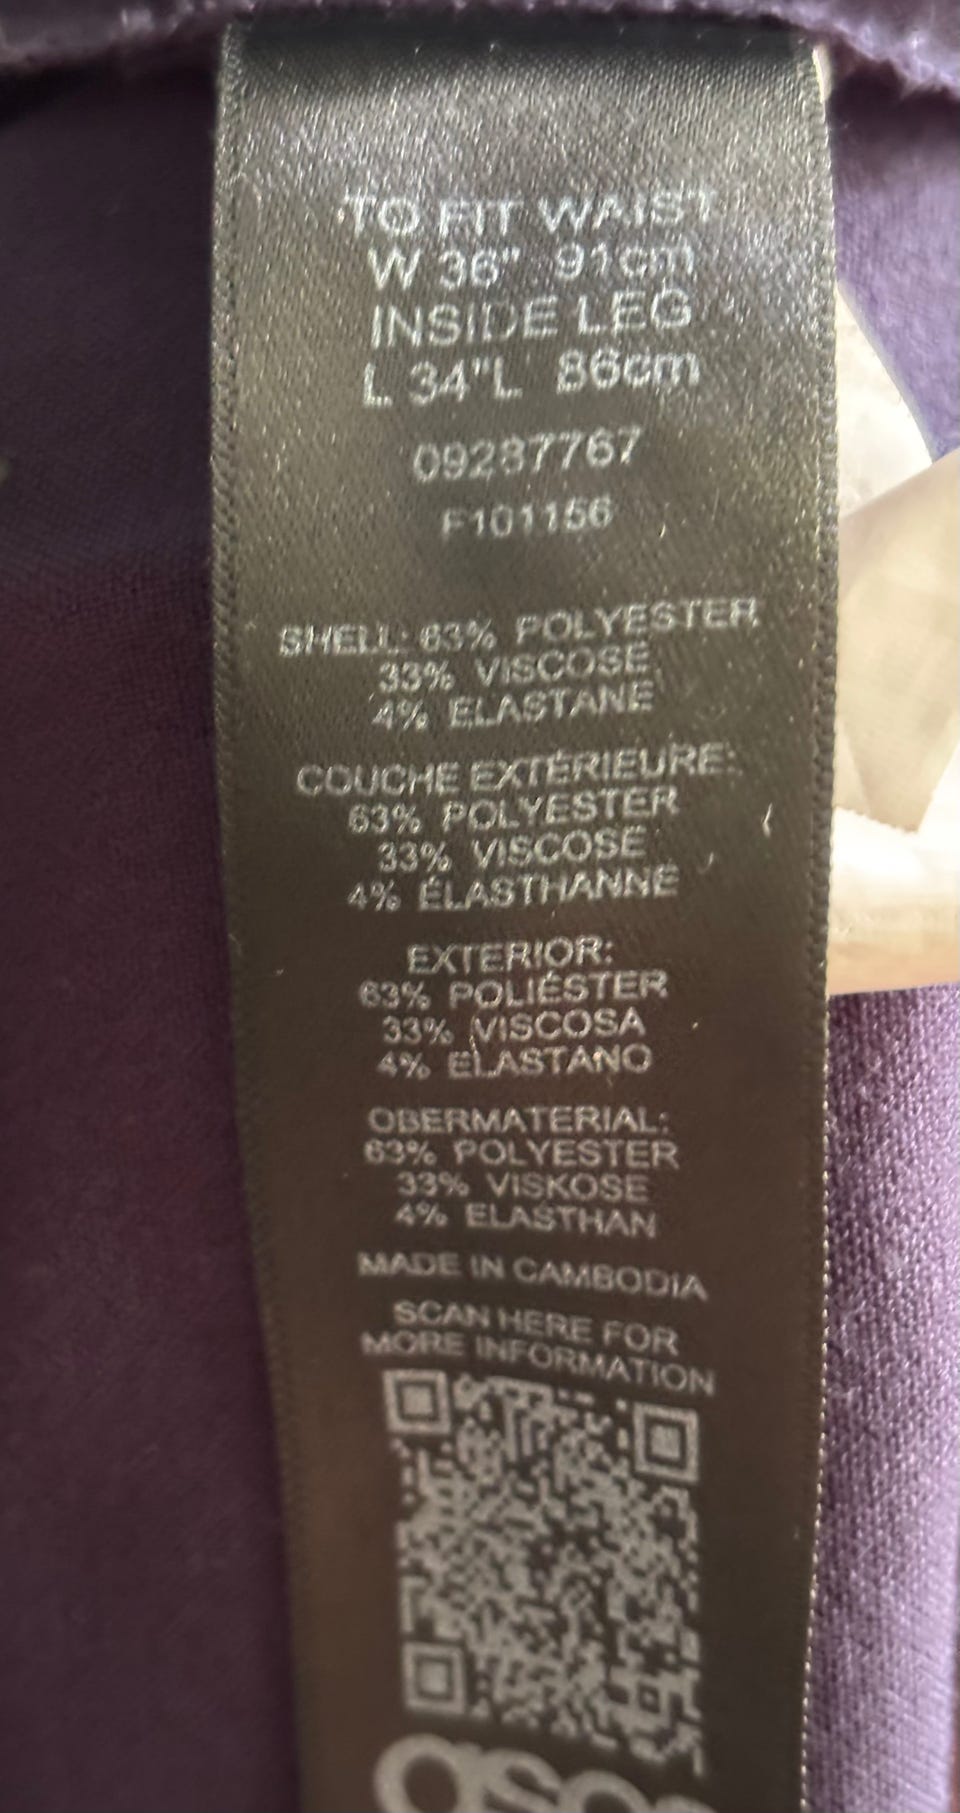 TO FIT WAIST
W 36" 91cm
INSIDE LEG
L 34"L 86cm
09287767
F101156
SHELL: 63% POLYESTER
33% VISCOSE
4% ELASTANE
COUCHE EXTÉRIEURE:
63% POLYESTER
33% VISCOSE
4% ÉLASTHANNE
EXTERIOR:
63% POLIÉSTER
33% VISCOSA
4% ELASTANO
OBERMATERIAL:
63% POLYESTER
33% VISKOSE
4% ELASTHAN
MADE IN CAMBODIA
SCAN HERE FOR
MORE INFORMATION